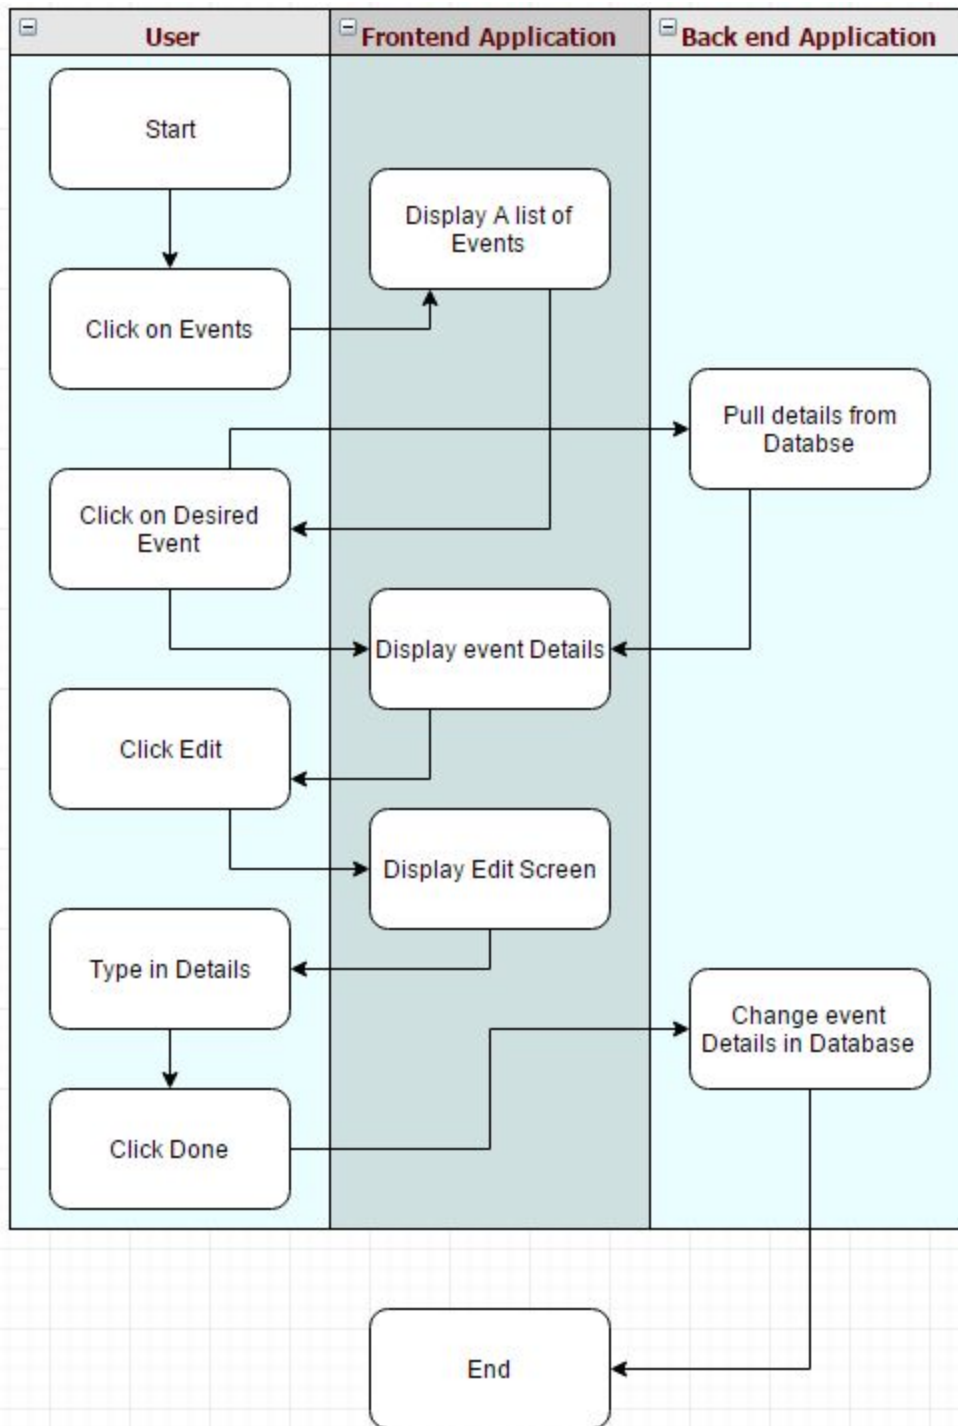 User
Frontend Application
Back end Application
Start
Display A list of
Events
Click on Events
Pull details from
Databse
Click on Desired
Event
Display event Details
Click Edit
Display Edit Screen
Type in Details
Change event
Details in Database
Click Done
End